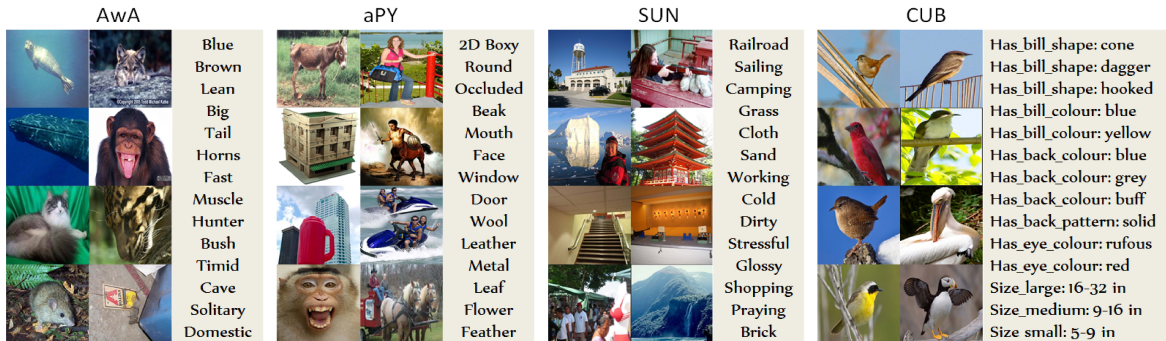 AwA
Blue
Brown
Lean
Big
Tail
Horns
Fast
Muscle
Hunter
Bush
Timid
Cave
Solitary
Domestic
aPY
2D Boxy
Round
Occluded
Beak
Mouth
Face
Window
Door
Wool
Leather
Metal
Leaf
Flower
Feather
SUN
Railroad
Sailing
Camping
Grass
Cloth
Sand
Working
Cold
Dirty
Stressful
Glossy
Shopping
Praying
Brick
CUB
Has_bill_shape: cone
Has_bill_shape: dagger
Has_bill_shape: hooked
Has_bill_colour: blue
Has_bill_colour: yellow
Has_back_colour: blue
Has_back_colour: grey
Has_back_colour: buff
Has_back_pattern: solid
Has_eye_colour: rufous
Has_eye_colour: red
Size_large: 16-32 in
Size_medium: 9-16 in
Size small: 5-9 in